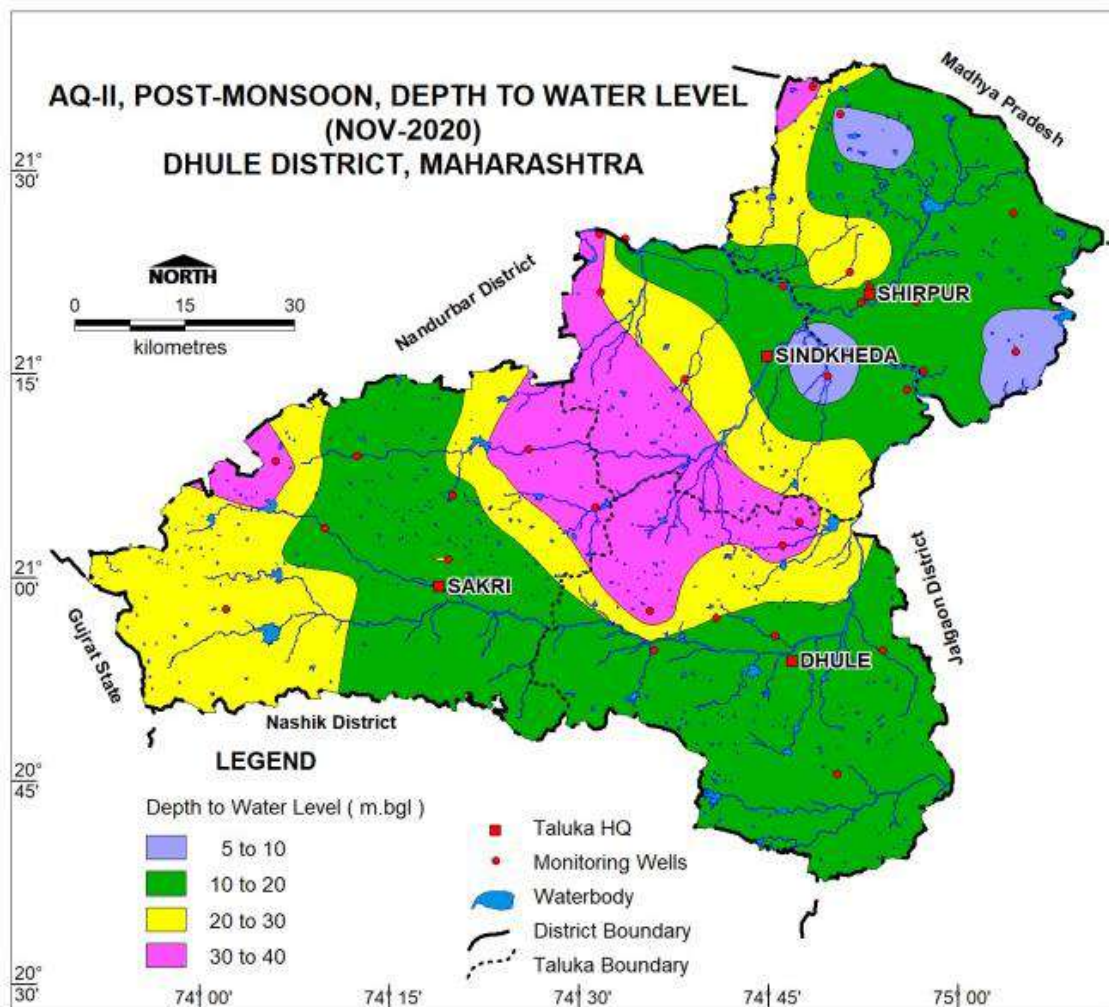 AQ-II, POST-MONSOON, DEPTH TO WATER LEVEL
(NOV-2020)
DHULE DISTRICT, MAHARASHTRA
Madhya Pradesh
21°
30'
NORTH
0 15 30
kilometres
Nandurbar District
SHIRPUR
SINDKHEDA
21°
15'
21°
00'
SAKRI
Jalgaon District
Gujrat State
DHULE
Nashik District
LEGEND
20°
45'
Depth to Water Level ( m.bgl )
5 to 10
10 to 20
20 to 30
30 to 40
Taluka HQ
Monitoring Wells
Waterbody
District Boundary
Taluka Boundary
20°
30'
74° 00' 74° 15' 74° 30' 74° 45' 75° 00'